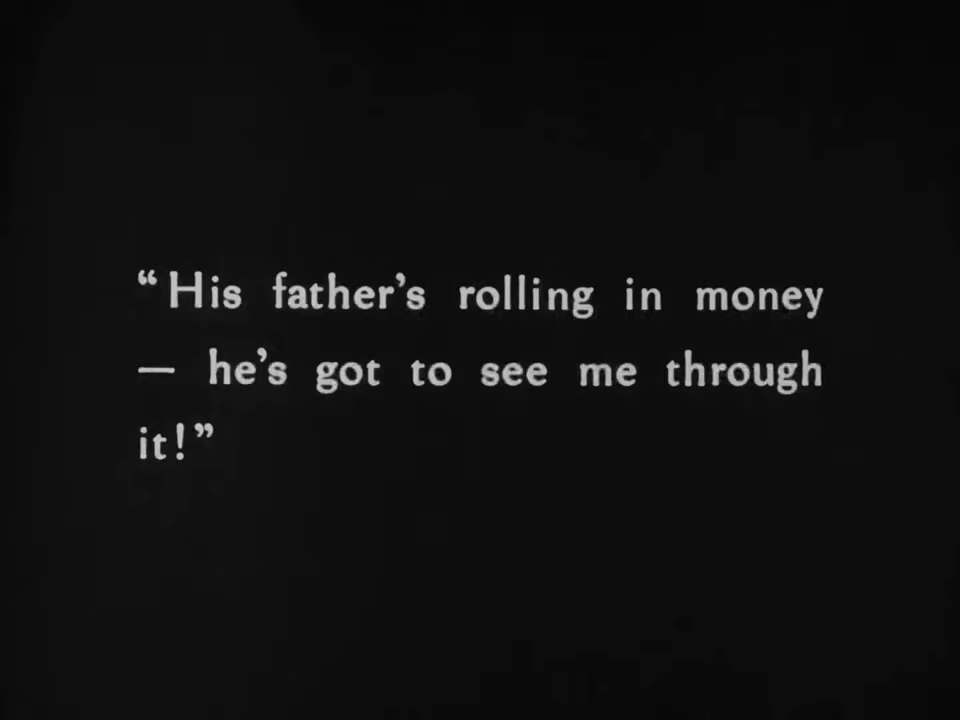 “His father’s rolling in money
— he’s got to see me through
it!”